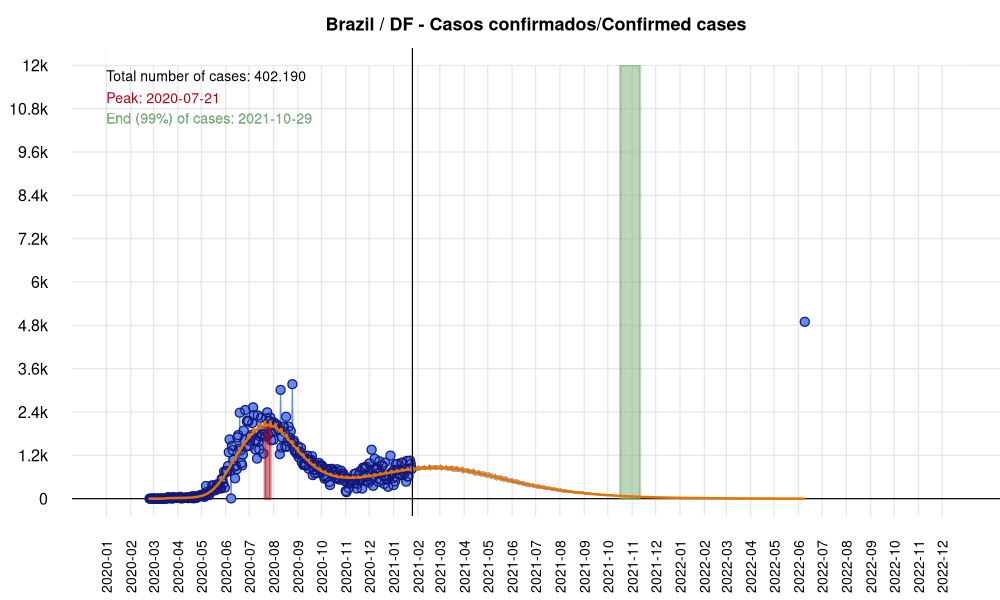 Brazil / DF - Casos confirmados/Confirmed cases
Total number of cases: 402.190
Peak: 2020-07-21
End (99%) of cases: 2021-10-29
12k
10.8k
9.6k
8.4k
7.2k
6k
4.8k
3.6k
2.4k
1.2k
0
2020-01
2020-02
2020-03
2020-04
2020-05
2020-06
2020-07
2020-08
2020-09
2020-10
2020-11
2020-12
2021-01
2021-02
2021-03
2021-04
2021-05
2021-06
2021-07
2021-08
2021-09
2021-10
2021-11
2021-12
2022-01
2022-02
2022-03
2022-04
2022-05
2022-06
2022-07
2022-08
2022-09
2022-10
2022-11
2022-12